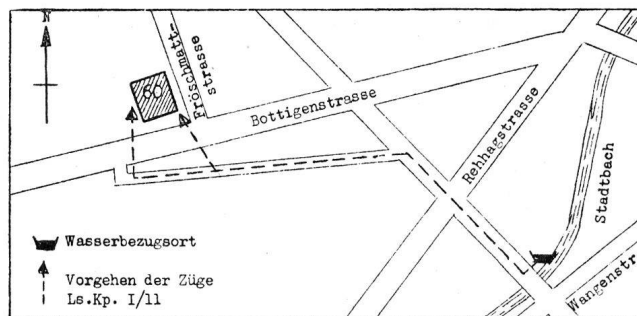 N
Fröschmatt-
strasse
60
Bottigenstrasse
Rehhagstrasse
Stadtbach
Wangenstr
Wasserbezugsort
Vorgehen der Züge
Ls.Kp. I/11